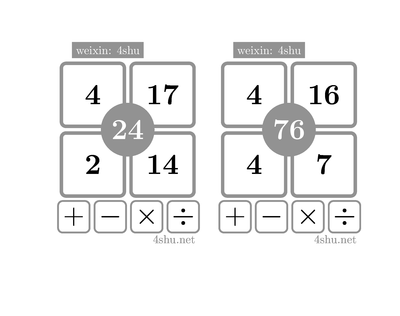 weixin: 4shu
4 17
24
2 14
+ − × ÷
4shu.net
weixin: 4shu
4 16
76
4 7
+ − × ÷
4shu.net